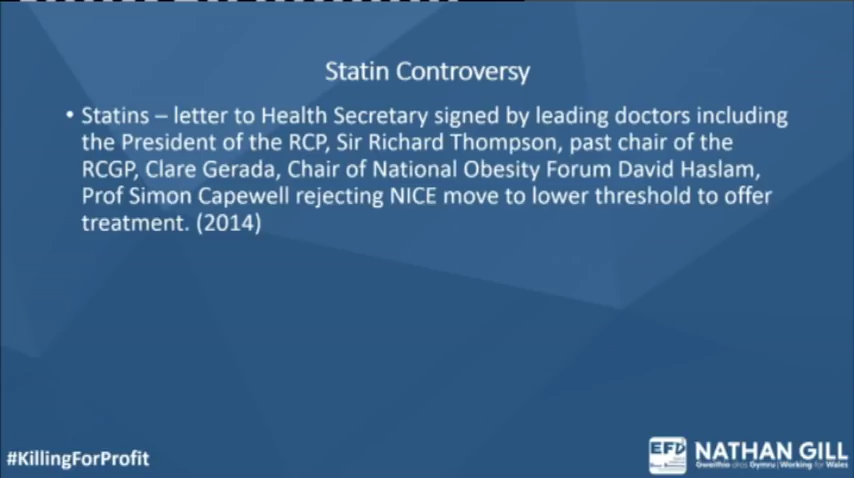 Statin Controversy
• Statins – letter to Health Secretary signed by leading doctors including
the President of the RCP, Sir Richard Thompson, past chair of the
RCGP, Clare Gerada, Chair of National Obesity Forum David Haslam,
Prof Simon Capewell rejecting NICE move to lower threshold to offer
treatment. (2014)
#KillingForProfit
EFD
NATHAN GILL
Gweithio dros Gymru | Working for Wales